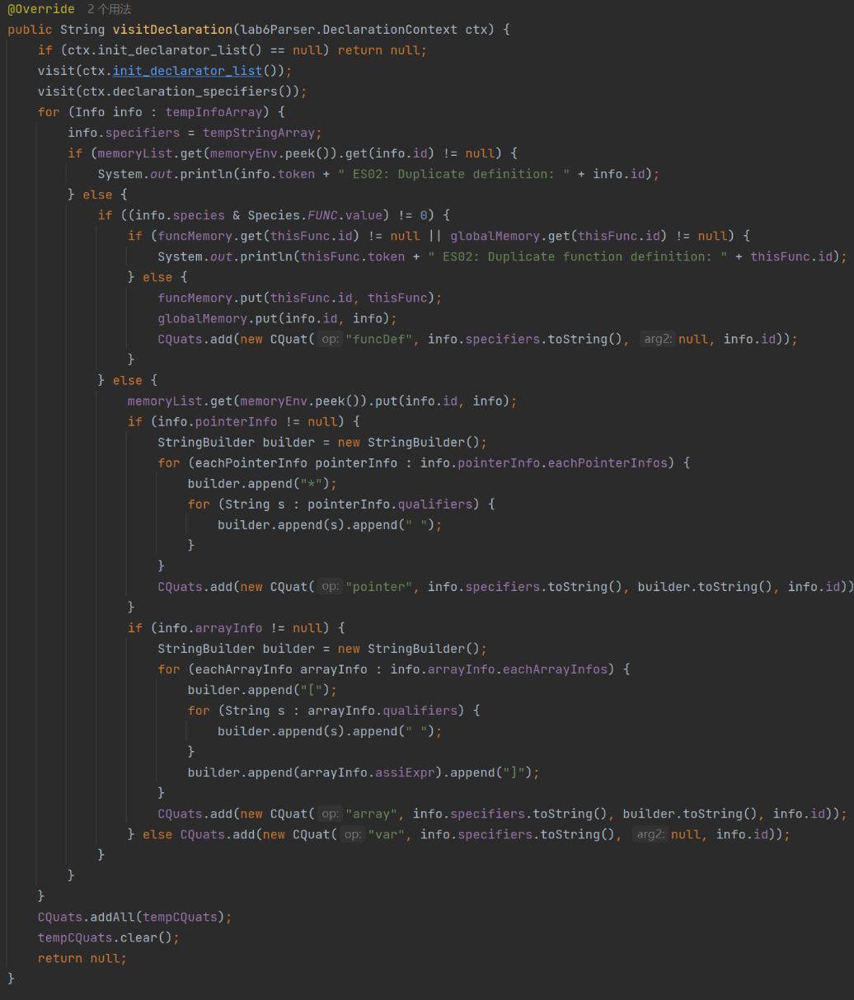 @Override 2 个用法
public String visitDeclaration(lab6Parser.DeclarationContext ctx) {
    if (ctx.init_declarator_list() == null) return null;
    visit(ctx.init_declarator_list());
    visit(ctx.declaration_specifiers());
    for (Info info : tempInfoArray) {
        info.specifiers = tempStringArray;
        if (memoryList.get(memoryEnv.peek()).get(info.id) != null) {
            System.out.println(info.token + " ES02: Duplicate definition: " + info.id);
        } else {
            if ((info.species & Species.FUNC.value) != 0) {
                if (funcMemory.get(thisFunc.id) != null || globalMemory.get(thisFunc.id) != null) {
                    System.out.println(thisFunc.token + " ES02: Duplicate function definition: " + thisFunc.id);
                } else {
                    funcMemory.put(thisFunc.id, thisFunc);
                    globalMemory.put(info.id, info);
                    CQuats.add(new CQuat( op: "funcDef", info.specifiers.toString(), arg2: null, info.id));
                }
            } else {
                memoryList.get(memoryEnv.peek()).put(info.id, info);
                if (info.pointerInfo != null) {
                    StringBuilder builder = new StringBuilder();
                    for (eachPointerInfo pointerInfo : info.pointerInfo.eachPointerInfos) {
                        builder.append("*");
                        for (String s : pointerInfo.qualifiers) {
                            builder.append(s).append(" ");
                        }
                    }
                    CQuats.add(new CQuat( op: "pointer", info.specifiers.toString(), builder.toString(), info.id))
                }
                if (info.arrayInfo != null) {
                    StringBuilder builder = new StringBuilder();
                    for (eachArrayInfo arrayInfo : info.arrayInfo.eachArrayInfos) {
                        builder.append("[");
                        for (String s : arrayInfo.qualifiers) {
                            builder.append(s).append(" ");
                        }
                        builder.append(arrayInfo.assiExpr).append("]");
                    }
                    CQuats.add(new CQuat( op: "array", info.specifiers.toString(), builder.toString(), info.id));
                } else CQuats.add(new CQuat( op: "var", info.specifiers.toString(), arg2: null, info.id));
            }
        }
    }
    CQuats.addAll(tempCQuats);
    tempCQuats.clear();
    return null;
}